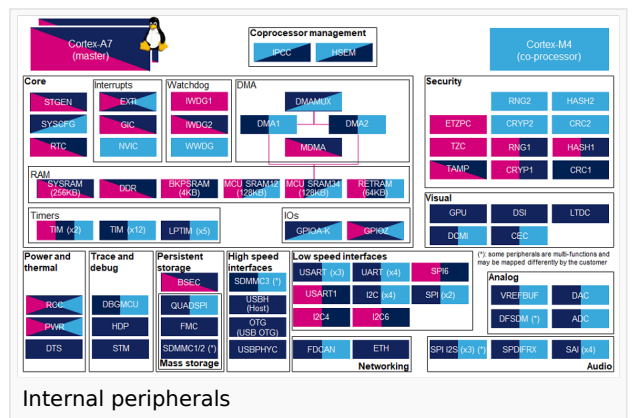 Cortex-A7
(master)
Coprocessor management
IPCC HSEM
Cortex-M4
(co-processor)
Core
STGEN
SYSCFG
RTC
Interrupts
EXTI
GIC
NVIC
Watchdog
IWDG1
IWDG2
WWDG
DMA
DMAMUX
DMA1 DMA2
MDMA
Security
RNG2 HASH2
ETZPC CRYP2 CRC2
TZC RNG1 HASH1
TAMP CRYP1 CRC1
RAM
SYSRAM
(256KB)
DDR
BKPSRAM
(4KB)
MCU SRAM12
(128KB)
MCU SRAM34
(128KB)
RETRAM
(64KB)
Timers
TIM (x2) TIM (x12) LPTIM (x5)
IOs
GPIOA-K GPIOZ
Visual
GPU DSI LTDC
DCMI CEC
Power and
thermal
RCC
PWR
DTS
Trace and
debug
DBGMCU
HDP
STM
Persistent
storage
BSEC
QUADSPI
FMC
SDMMC1/2 (*)
Mass storage
High speed
interfaces
SDMMC3 (*)
USBH
(Host)
OTG
(USB OTG)
USBPHYC
Low speed interfaces
USART (x3) UART (x4) SPI6
USART1 I2C (x4) SPI (x2)
I2C4 I2C6
FDCAN ETH
Networking
(*): some peripherals are multi-functions and
may be mapped differently by the customer
Analog
VREFBUF DAC
DFSDM (*) ADC
SPI I2S (x3) (*) SPDIFRX SAI (x4)
Audio
Internal peripherals